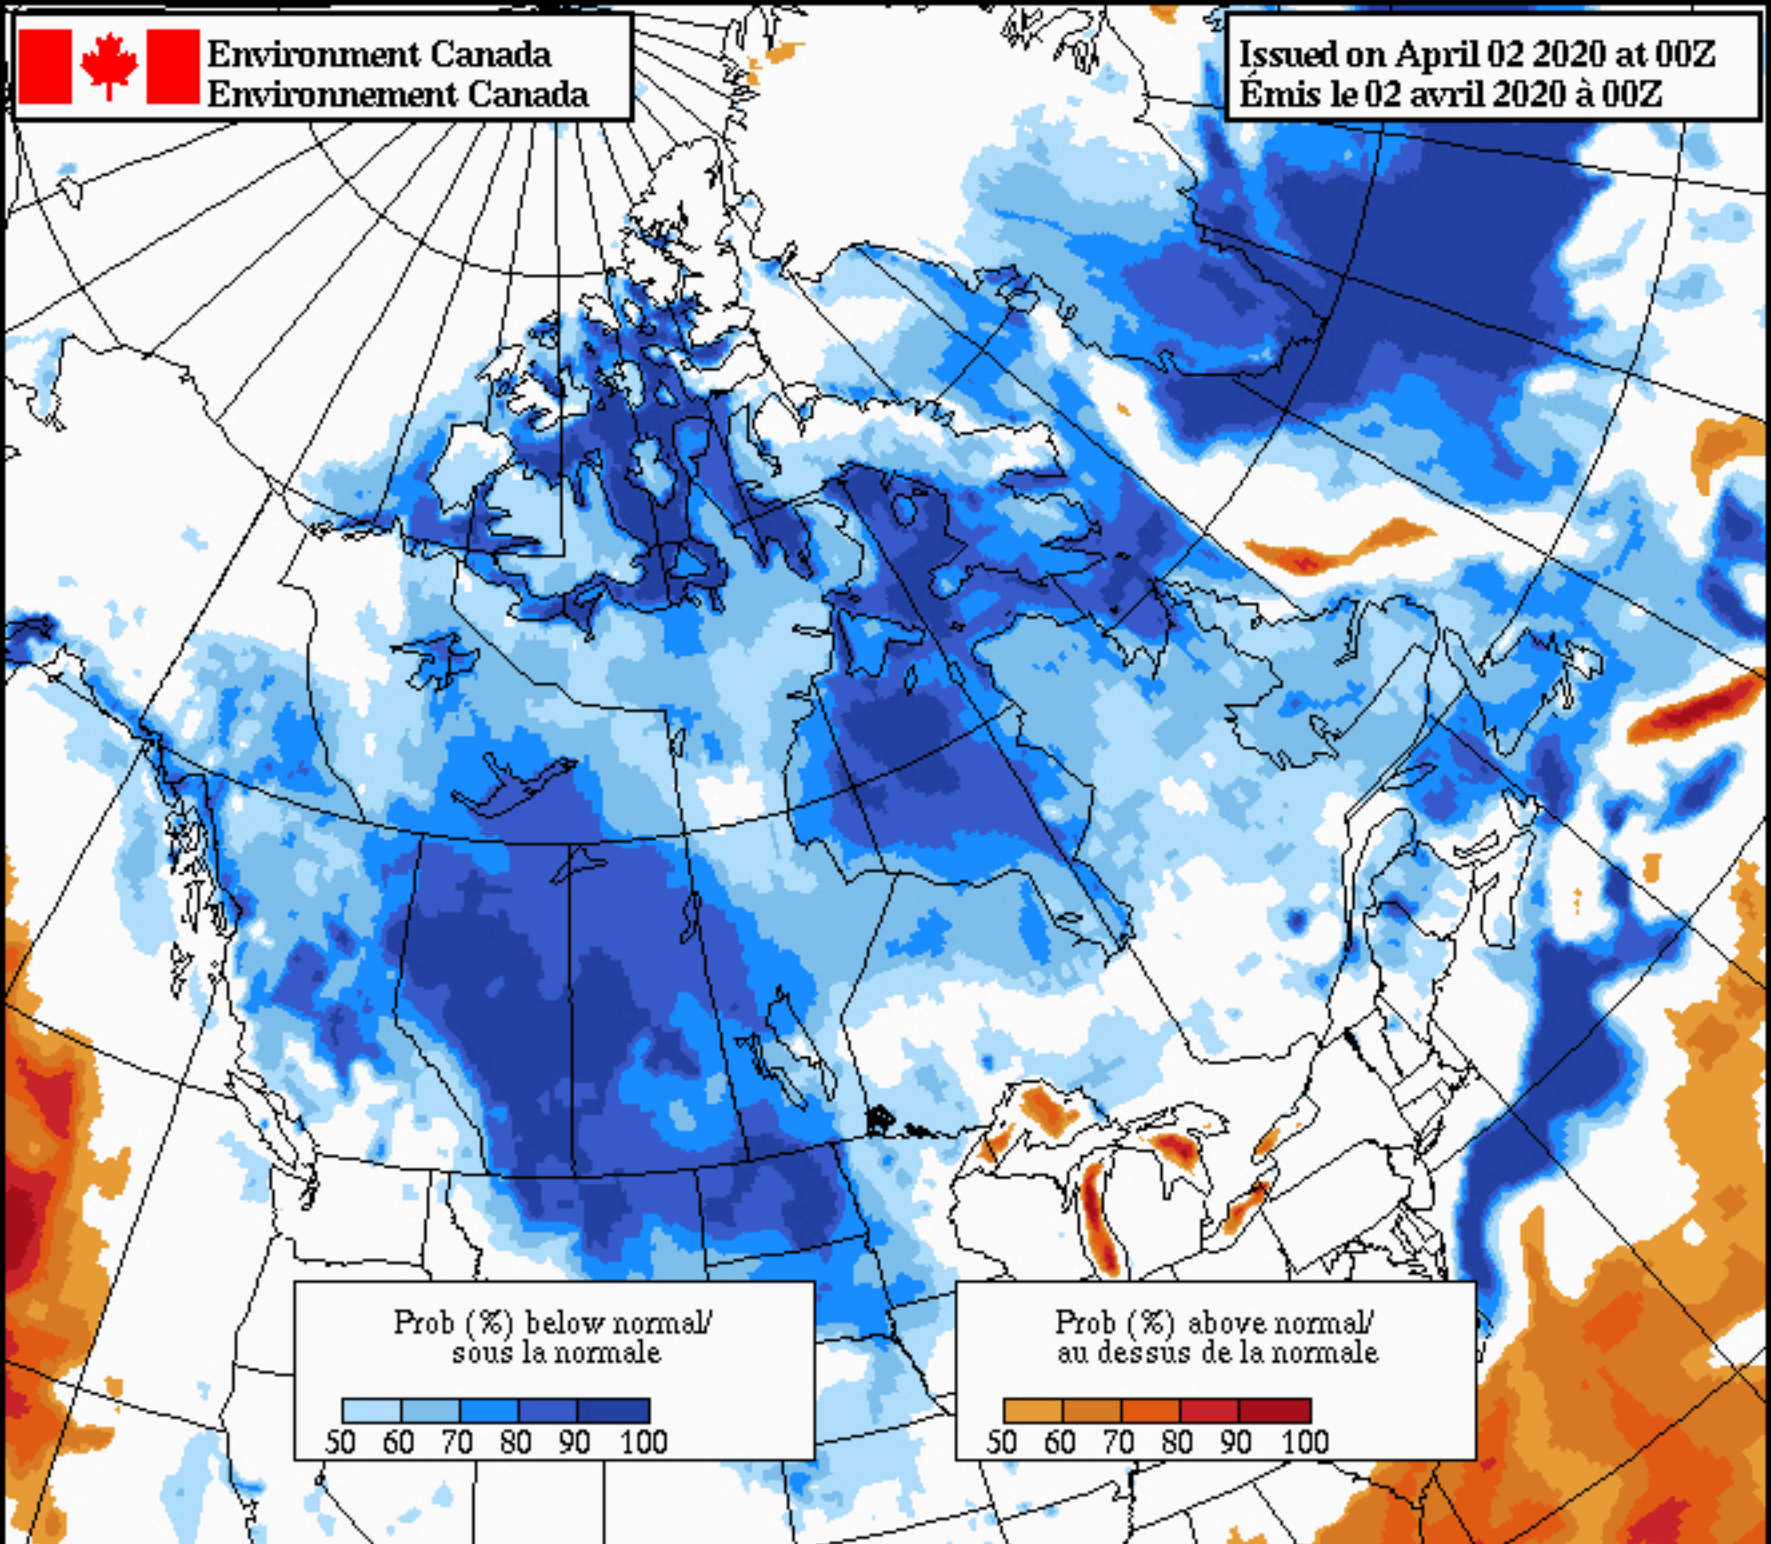 Environment Canada
Environnement Canada
Issued on April 02 2020 at 00Z
Émis le 02 avril 2020 à 00Z
Prob (%) below normal/
sous la normale
50 60 70 80 90 100
Prob (%) above normal/
au dessus de la normale
50 60 70 80 90 100